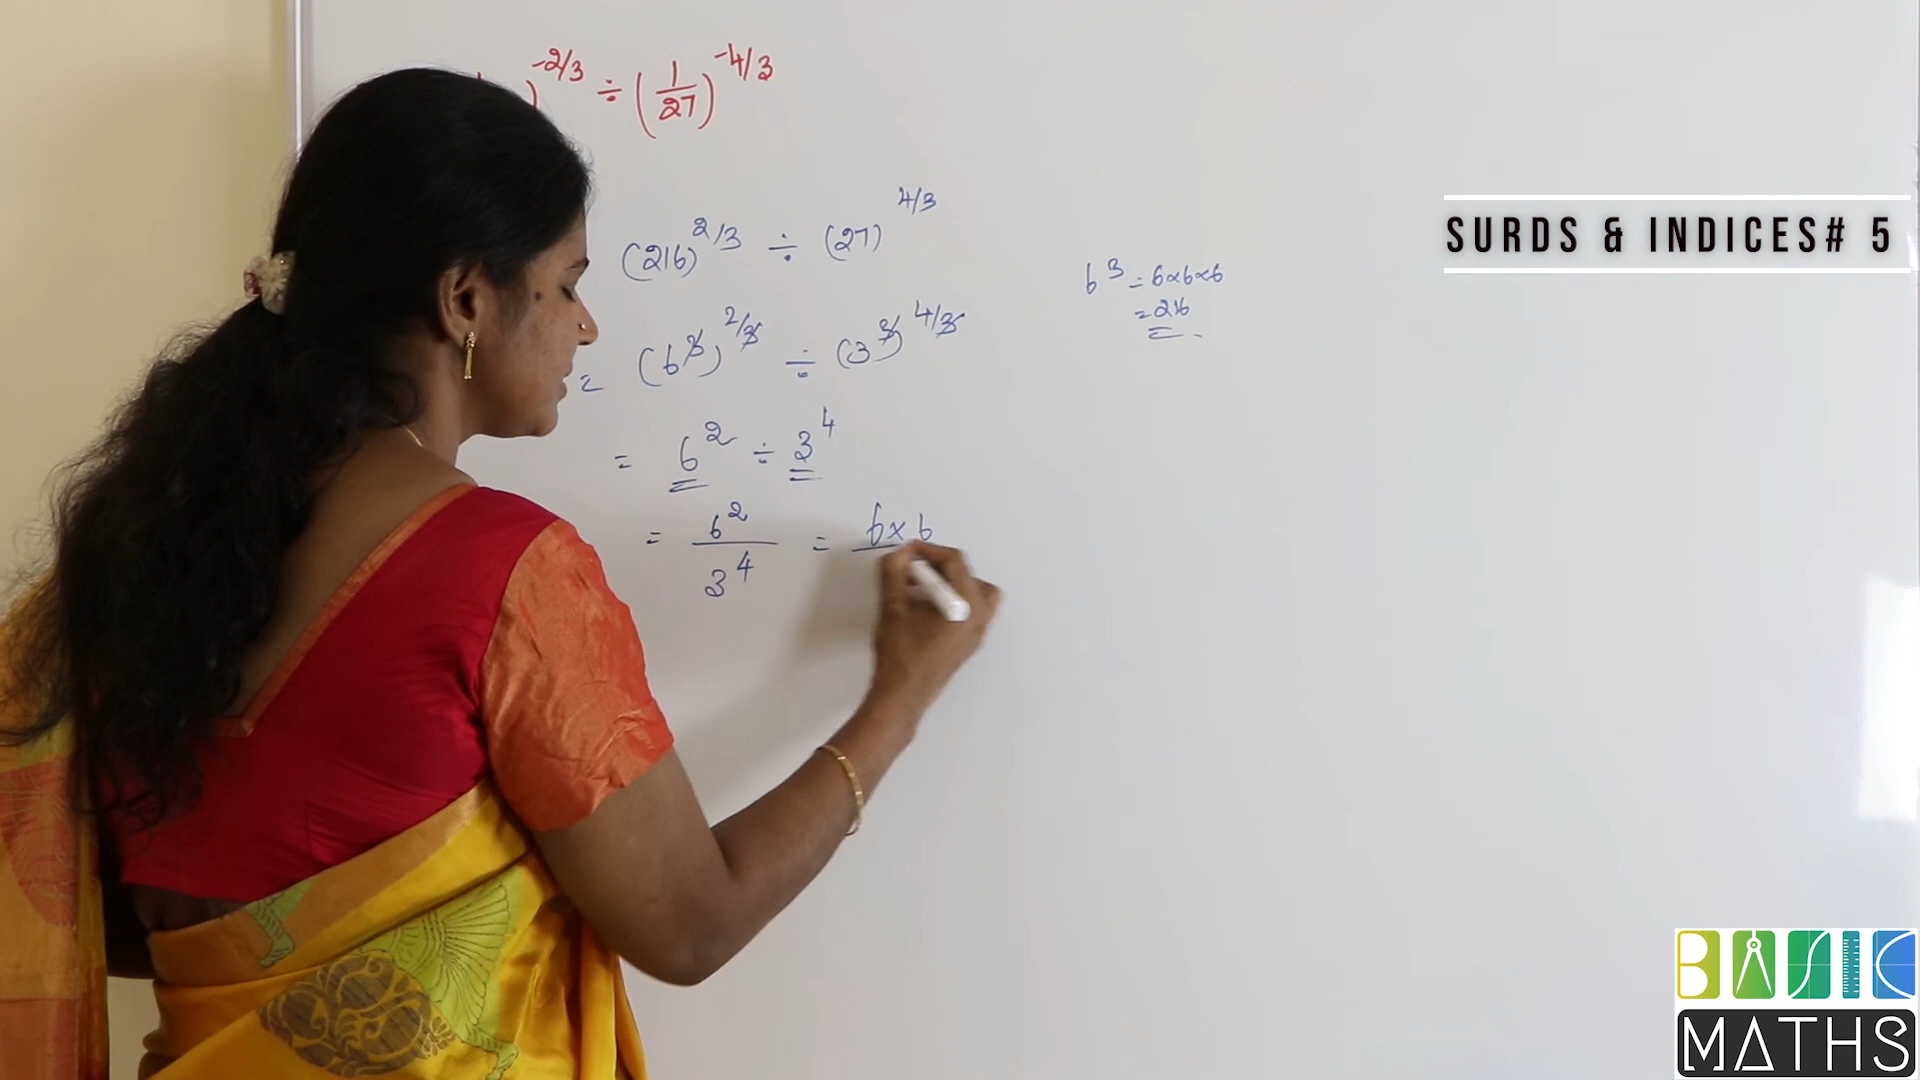 )^-2/3 ÷ (1/27)^-4/3
(216)^2/3 ÷ (27)^4/3
SURDS & INDICES# 5
6^3 = 6×6×6
= 216
= (6^3)^2/3 ÷ (3^3)^4/3
= 6^2 ÷ 3^4
= 6^2/3^4 = 6×6
BASIC
MATHS